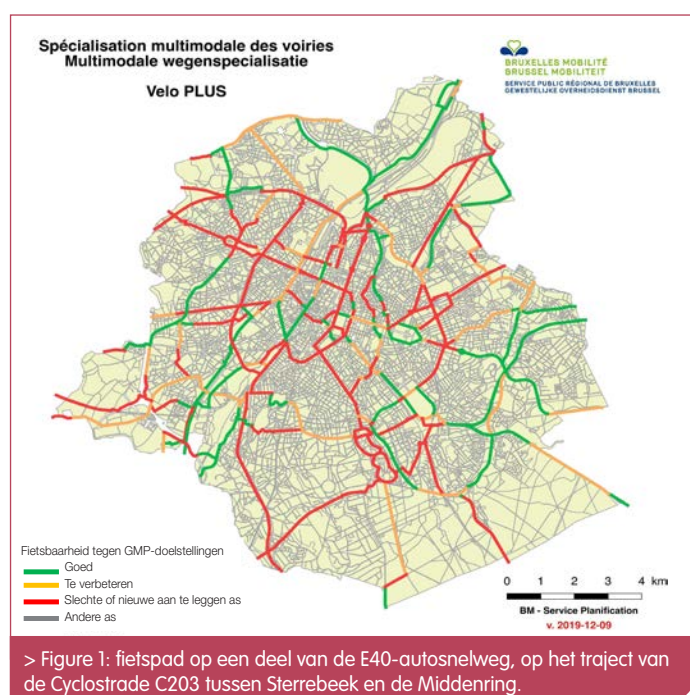 Spécialisation multimodale des voiries
Multimodale wegenspecialisatie
Velo PLUS
BRUXELLES MOBILITÉ
BRUSSEL MOBILITEIT
SERVICE PUBLIC RÉGIONAL DE BRUXELLES
GEWESTELIJKE OVERHEIDSDIENST BRUSSEL
Fietsbaarheid tegen GMP-doelstellingen
Goed
Te verbeteren
Slechte of nieuwe aan te leggen as
Andere as
0 1 2 3 4 km
BM - Service Planification
v. 2019-12-09
> Figure 1: fietspad op een deel van de E40-autosnelweg, op het traject van
de Cyclostrade C203 tussen Sterrebeek en de Middenring.